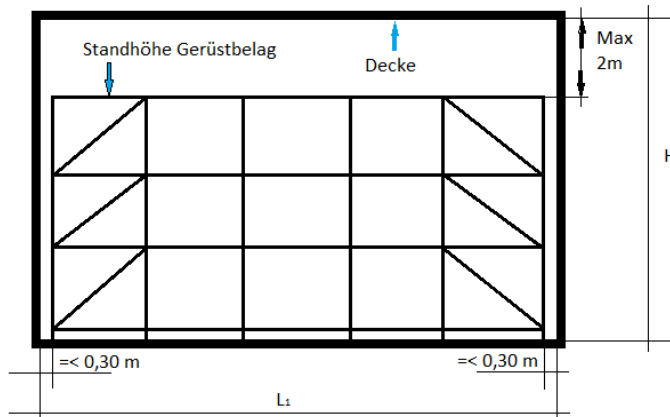 Standhöhe Gerüstbelag
Decke
Max
2m
H
=< 0,30 m
=< 0,30 m
L₁